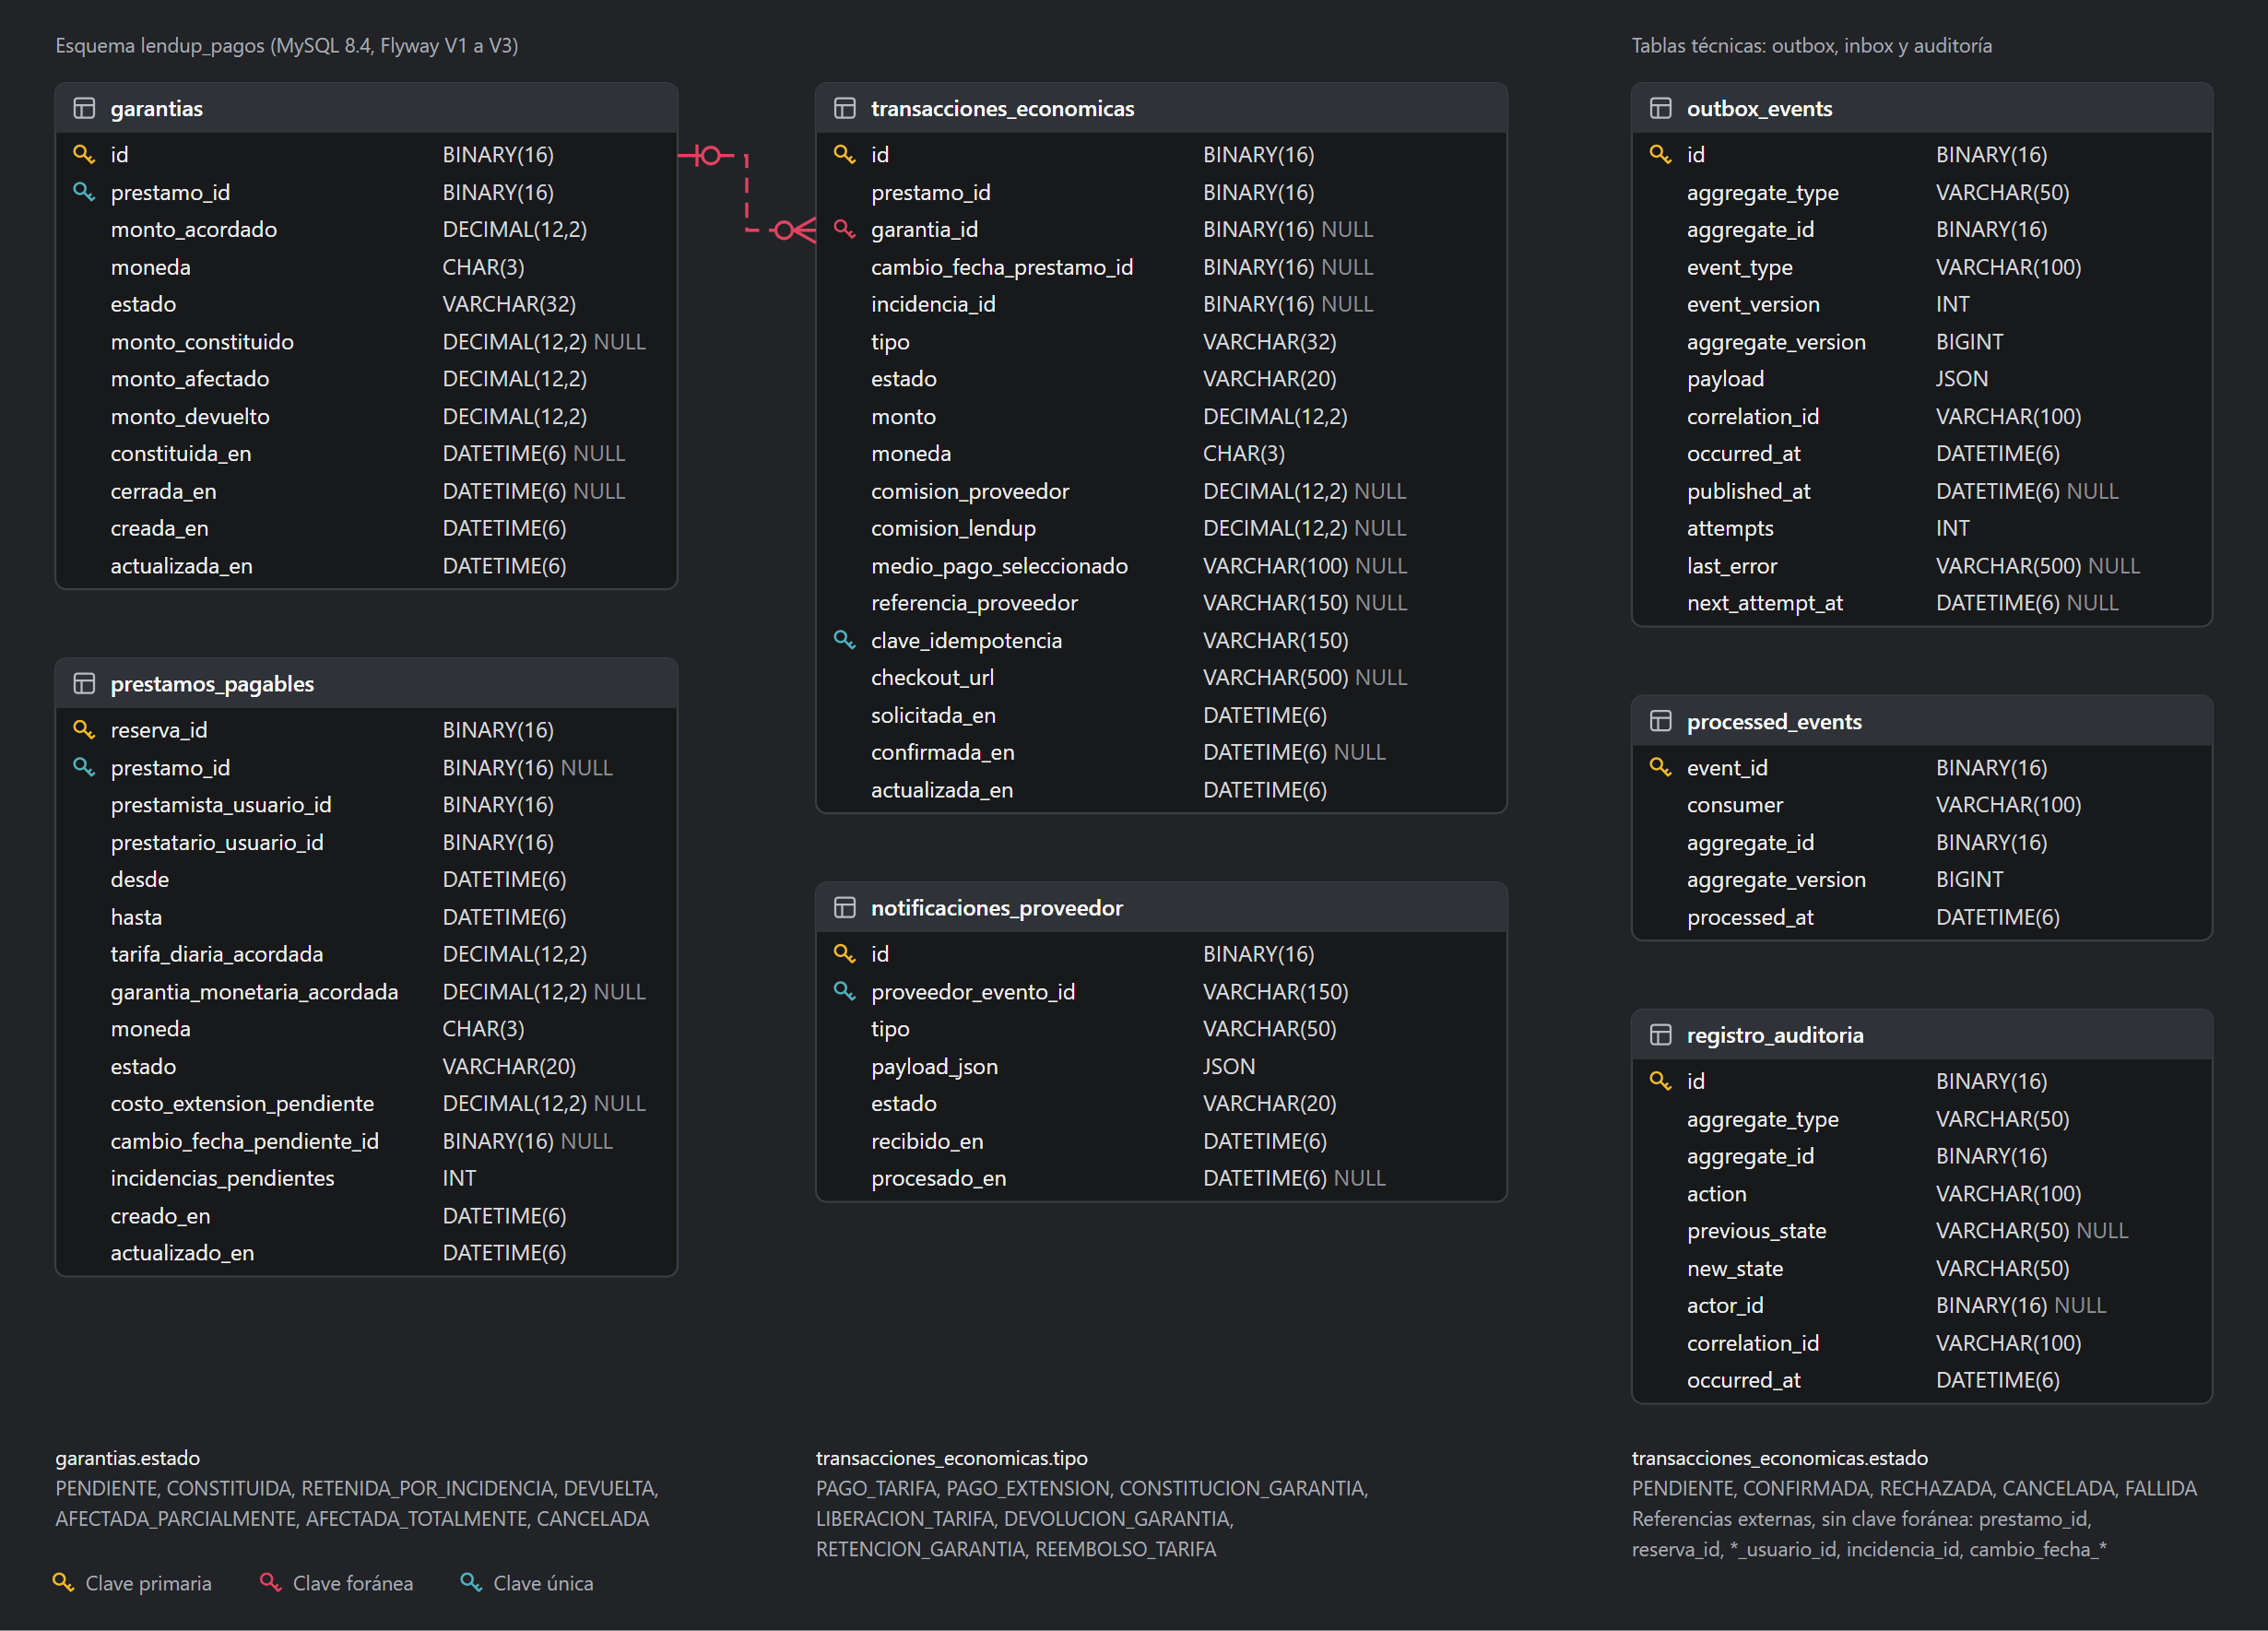 Esquema lendup_pagos (MySQL 8.4, Flyway V1 a V3)
garantias
id BINARY(16)
prestamo_id BINARY(16)
monto_acordado DECIMAL(12,2)
moneda CHAR(3)
estado VARCHAR(32)
monto_constituido DECIMAL(12,2) NULL
monto_afectado DECIMAL(12,2)
monto_devuelto DECIMAL(12,2)
constituida_en DATETIME(6) NULL
cerrada_en DATETIME(6) NULL
creada_en DATETIME(6)
actualizada_en DATETIME(6)
prestamos_pagables
reserva_id BINARY(16)
prestamo_id BINARY(16) NULL
prestamista_usuario_id BINARY(16)
prestatario_usuario_id BINARY(16)
desde DATETIME(6)
hasta DATETIME(6)
tarifa_diaria_acordada DECIMAL(12,2)
garantia_monetaria_acordada DECIMAL(12,2) NULL
moneda CHAR(3)
estado VARCHAR(20)
costo_extension_pendiente DECIMAL(12,2) NULL
cambio_fecha_pendiente_id BINARY(16) NULL
incidencias_pendientes INT
creado_en DATETIME(6)
actualizado_en DATETIME(6)
transacciones_economicas
id BINARY(16)
prestamo_id BINARY(16)
garantia_id BINARY(16) NULL
cambio_fecha_prestamo_id BINARY(16) NULL
incidencia_id BINARY(16) NULL
tipo VARCHAR(32)
estado VARCHAR(20)
monto DECIMAL(12,2)
moneda CHAR(3)
comision_proveedor DECIMAL(12,2) NULL
comision_lendup DECIMAL(12,2) NULL
medio_pago_seleccionado VARCHAR(100) NULL
referencia_proveedor VARCHAR(150) NULL
clave_idempotencia VARCHAR(150)
checkout_url VARCHAR(500) NULL
solicitada_en DATETIME(6)
confirmada_en DATETIME(6) NULL
actualizada_en DATETIME(6)
notificaciones_proveedor
id BINARY(16)
proveedor_evento_id VARCHAR(150)
tipo VARCHAR(50)
payload_json JSON
estado VARCHAR(20)
recibido_en DATETIME(6)
procesado_en DATETIME(6) NULL
Tablas técnicas: outbox, inbox y auditoría
outbox_events
id BINARY(16)
aggregate_type VARCHAR(50)
aggregate_id BINARY(16)
event_type VARCHAR(100)
event_version INT
aggregate_version BIGINT
payload JSON
correlation_id VARCHAR(100)
occurred_at DATETIME(6)
published_at DATETIME(6) NULL
attempts INT
last_error VARCHAR(500) NULL
next_attempt_at DATETIME(6) NULL
processed_events
event_id BINARY(16)
consumer VARCHAR(100)
aggregate_id BINARY(16)
aggregate_version BIGINT
processed_at DATETIME(6)
registro_auditoria
id BINARY(16)
aggregate_type VARCHAR(50)
aggregate_id BINARY(16)
action VARCHAR(100)
previous_state VARCHAR(50) NULL
new_state VARCHAR(50)
actor_id BINARY(16) NULL
correlation_id VARCHAR(100)
occurred_at DATETIME(6)
garantias.estado
PENDIENTE, CONSTITUIDA, RETENIDA_POR_INCIDENCIA, DEVUELTA,
AFECTADA_PARCIALMENTE, AFECTADA_TOTALMENTE, CANCELADA
transacciones_economicas.tipo
PAGO_TARIFA, PAGO_EXTENSION, CONSTITUCION_GARANTIA,
LIBERACION_TARIFA, DEVOLUCION_GARANTIA,
RETENCION_GARANTIA, REEMBOLSO_TARIFA
transacciones_economicas.estado
PENDIENTE, CONFIRMADA, RECHAZADA, CANCELADA, FALLIDA
Referencias externas, sin clave foránea: prestamo_id,
reserva_id, *_usuario_id, incidencia_id, cambio_fecha_*
Clave primaria
Clave foránea
Clave única